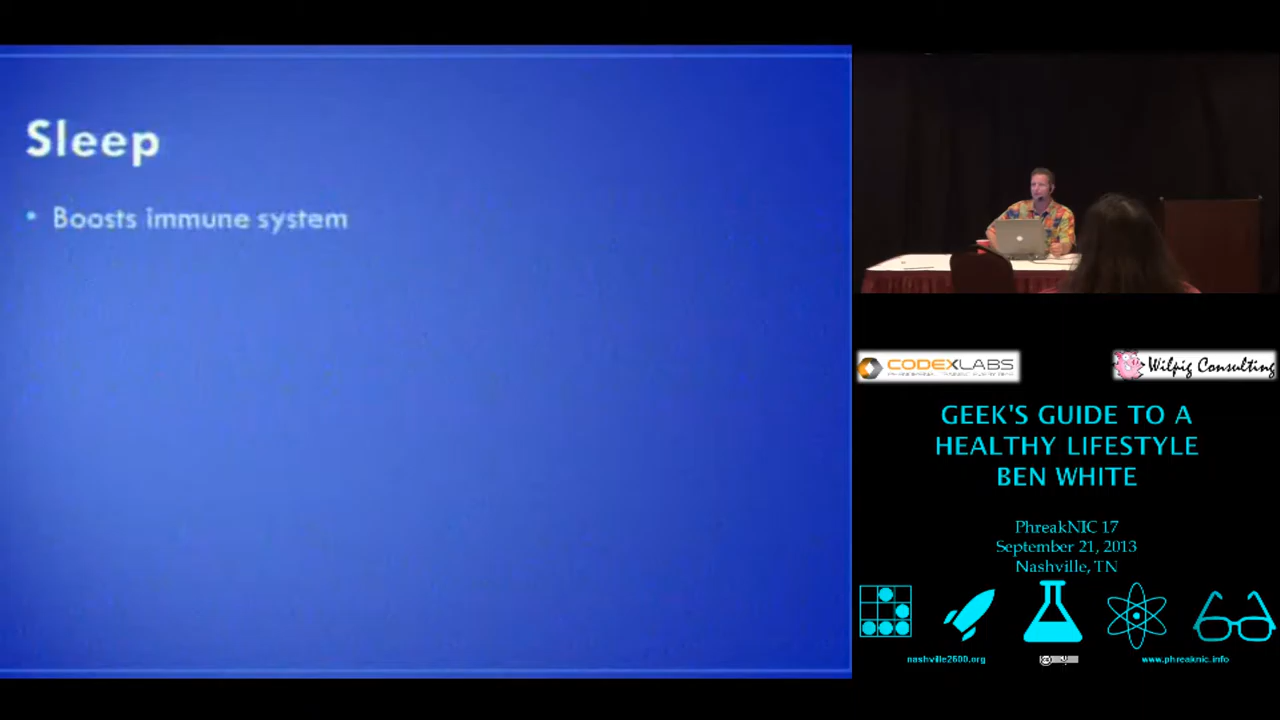 Sleep
• Boosts immune system
CODEXLABS
Wilpig Consulting
GEEK'S GUIDE TO A
HEALTHY LIFESTYLE
BEN WHITE
PhreakNIC 17
September 21, 2013
Nashville, TN
nashville2600.org
www.phreaknic.info